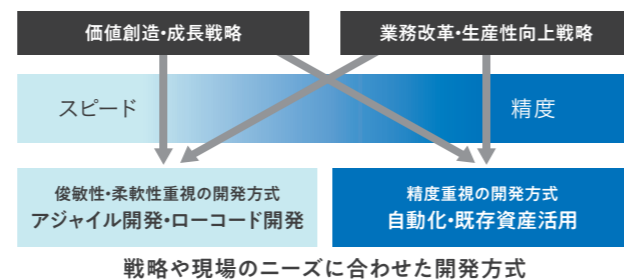 価値創造・成長戦略
業務改革・生産性向上戦略
スピード
精度
俊敏性・柔軟性重視の開発方式
アジャイル開発・ローコード開発
精度重視の開発方式
自動化・既存資産活用
戦略や現場のニーズに合わせた開発方式